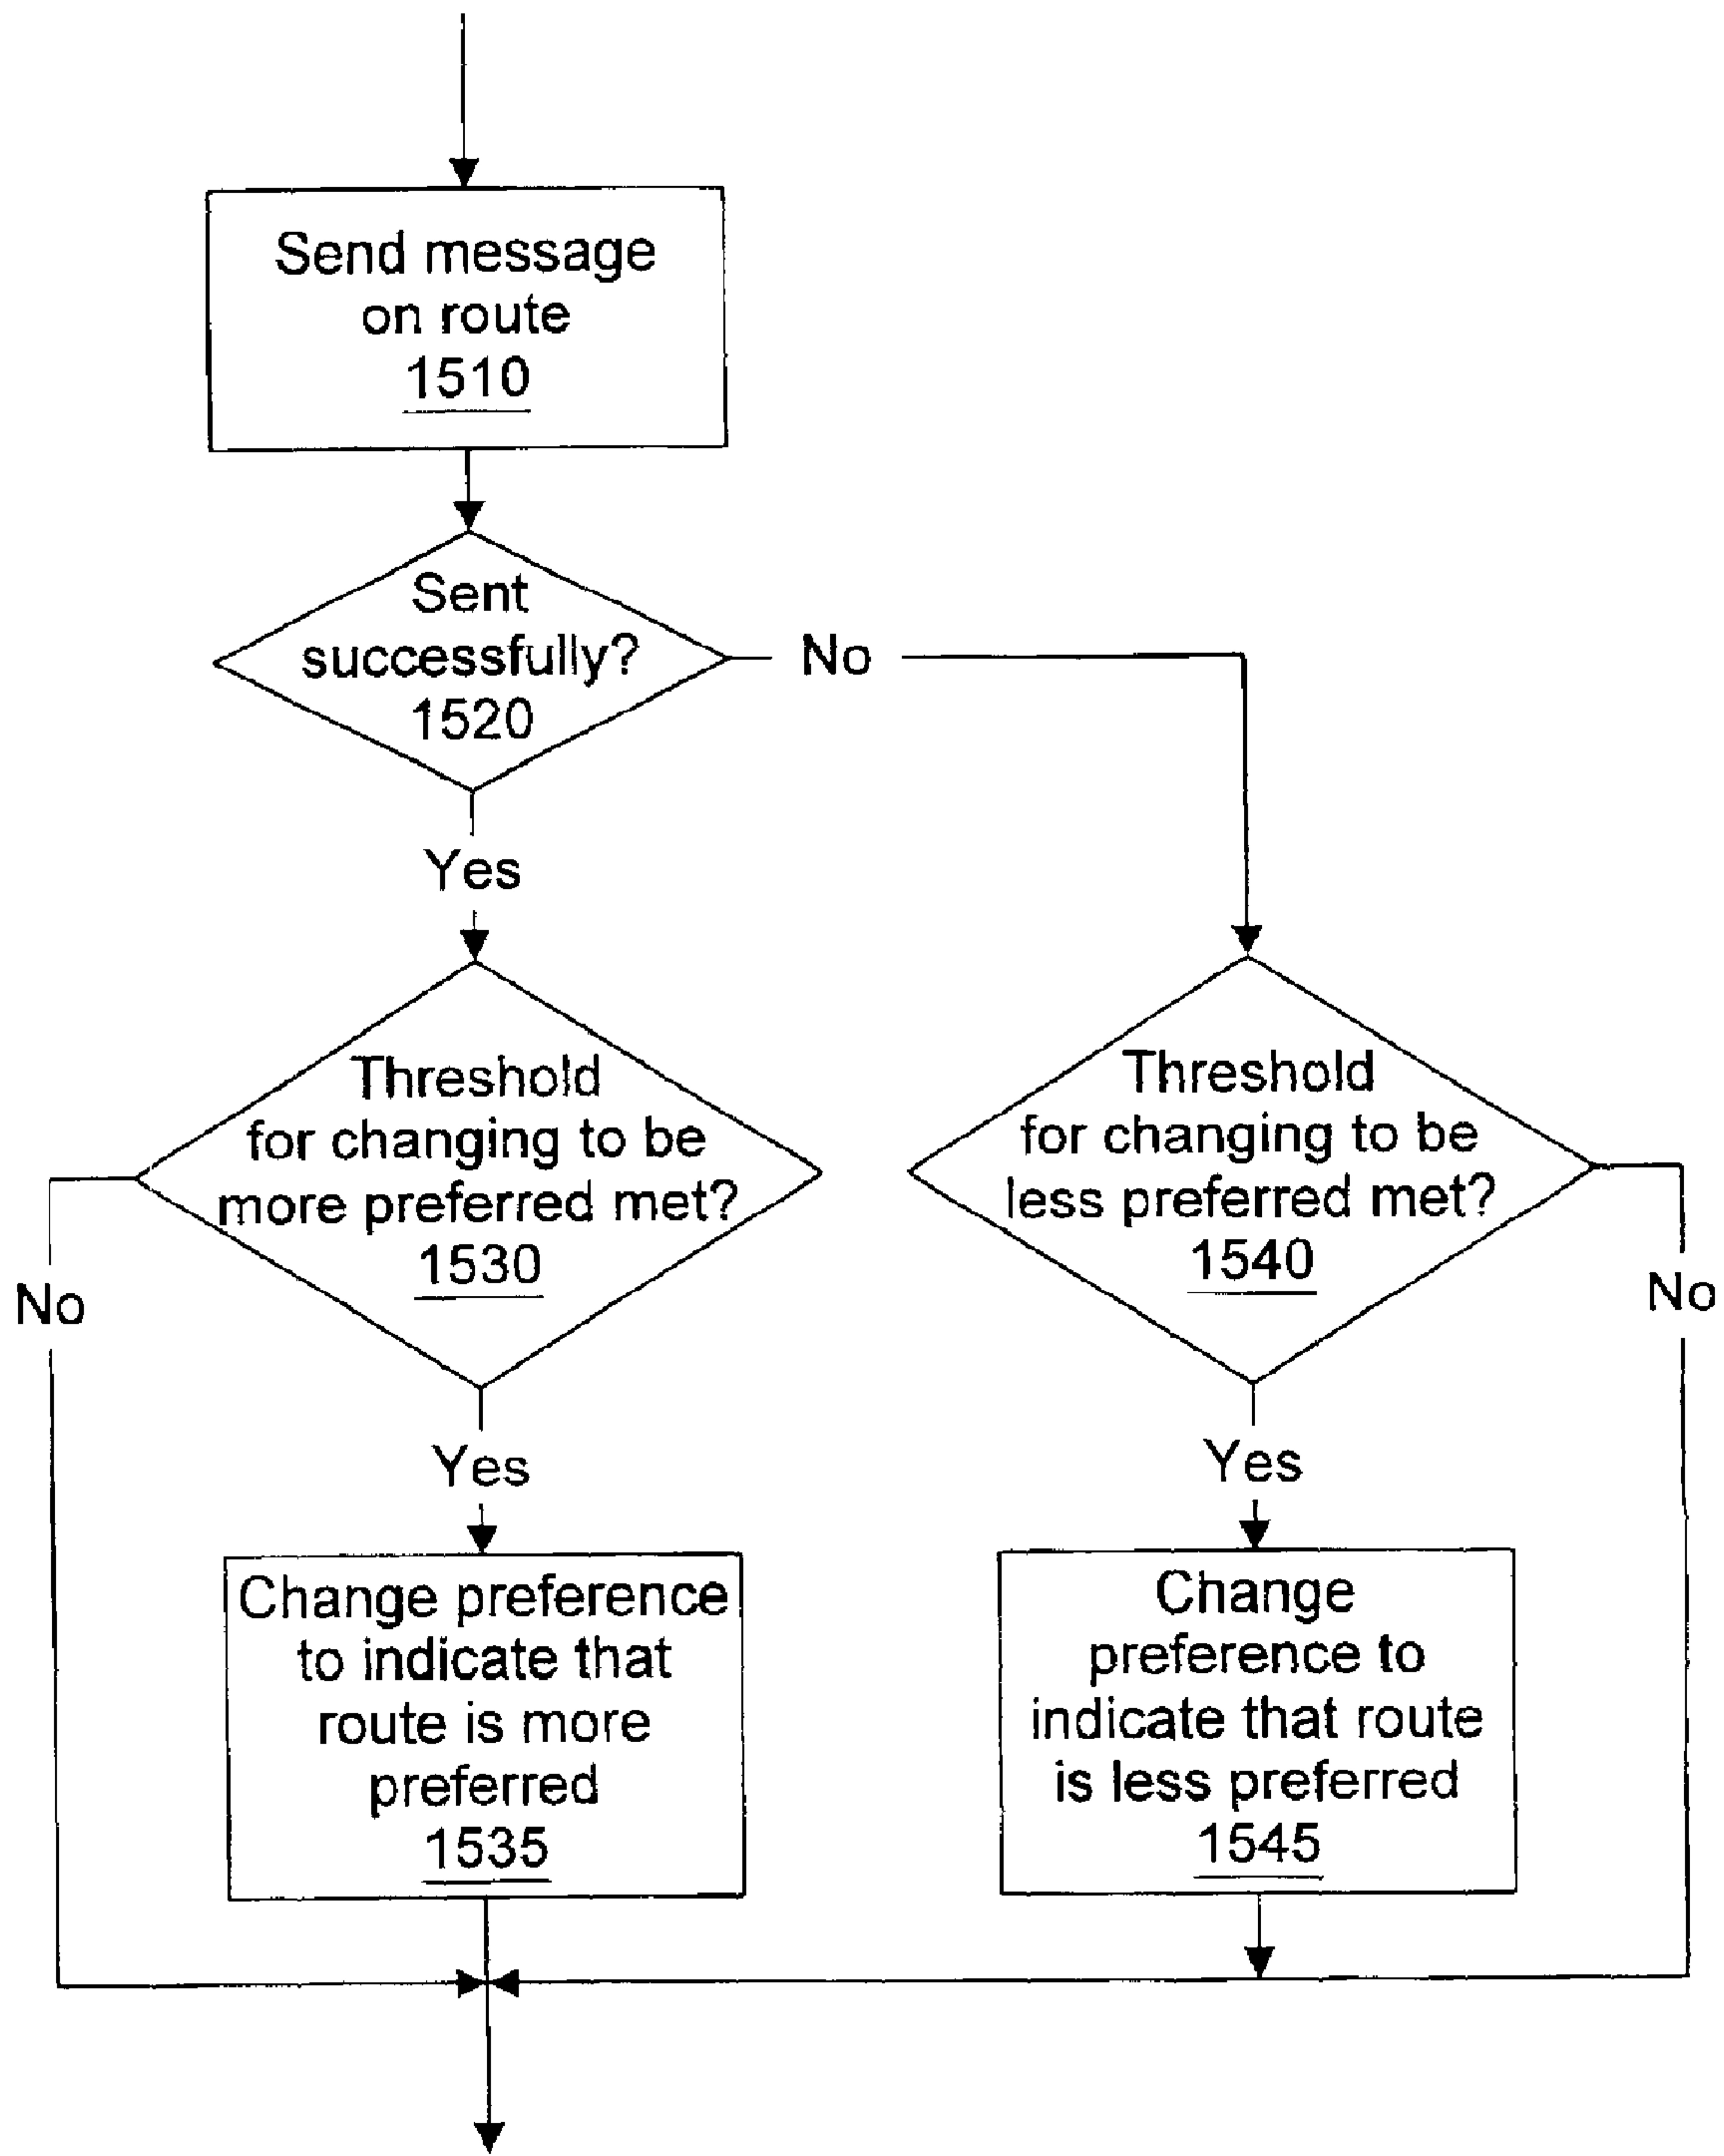 Send message
on route
1510
Sent
successfully?
1520
No
Yes
Threshold
for changing to be
more preferred met?
1530
Threshold
for changing to be
less preferred met?
1540
No
No
Yes
Yes
Change preference
to indicate that
route is more
preferred
1535
Change
preference to
indicate that route
is less preferred
1545